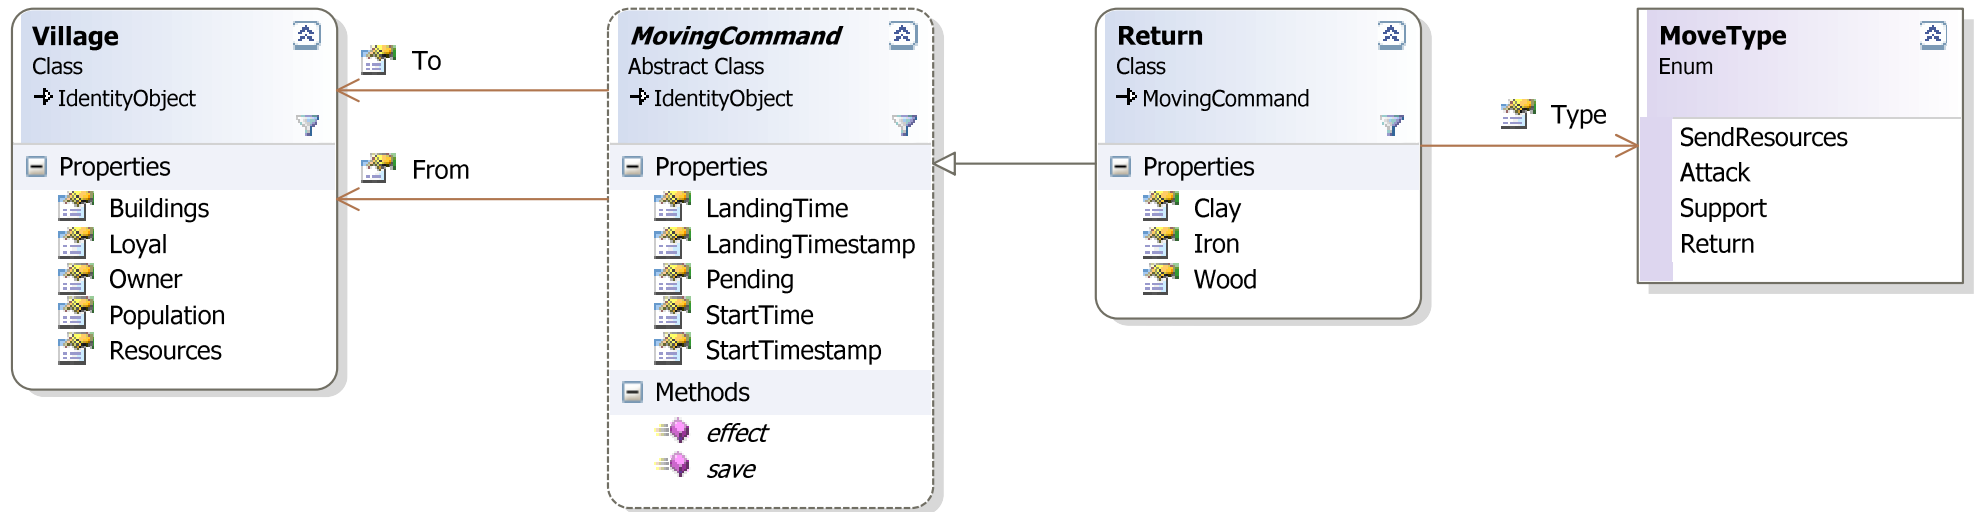 Village
Class
IdentityObject
Properties
Buildings
Loyal
Owner
Population
Resources
To
From
MovingCommand
Abstract Class
IdentityObject
Properties
LandingTime
LandingTimestamp
Pending
StartTime
StartTimestamp
Methods
effect
save
Return
Class
MovingCommand
Properties
Clay
Iron
Wood
Type
MoveType
Enum
SendResources
Attack
Support
Return